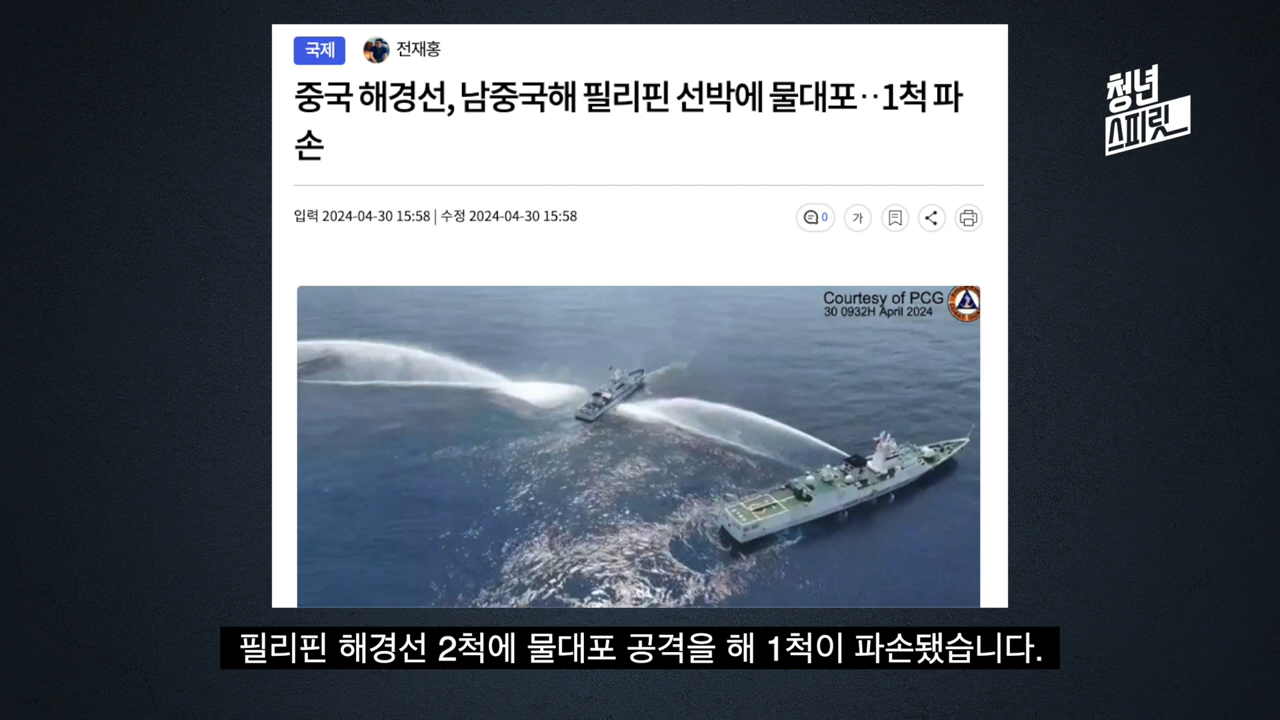 국제 전재홍
청년
스피릿
중국 해경선, 남중국해 필리핀 선박에 물대포‥1척 파
손
입력 2024-04-30 15:58 | 수정 2024-04-30 15:58
0 가
Courtesy of PCG
30 0932H April 2024
필리핀 해경선 2척에 물대포 공격을 해 1척이 파손됐습니다.